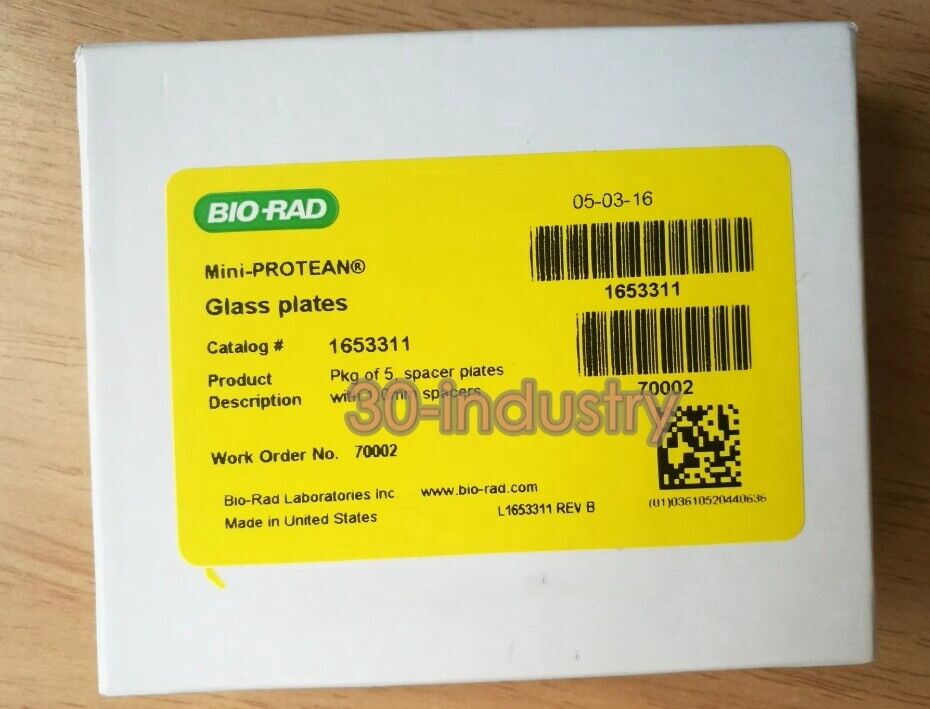 BIO-RAD
05-03-16
Mini-PROTEAN®
Glass plates
1653311
Catalog # 1653311
Product Description
Pkg of 5, spacer plates
spacers
30-industry
70002
Work Order No. 70002
Bio-Rad Laboratories Inc www.bio-rad.com
Made in United States
L1653311 REV B
(01)03610520440636